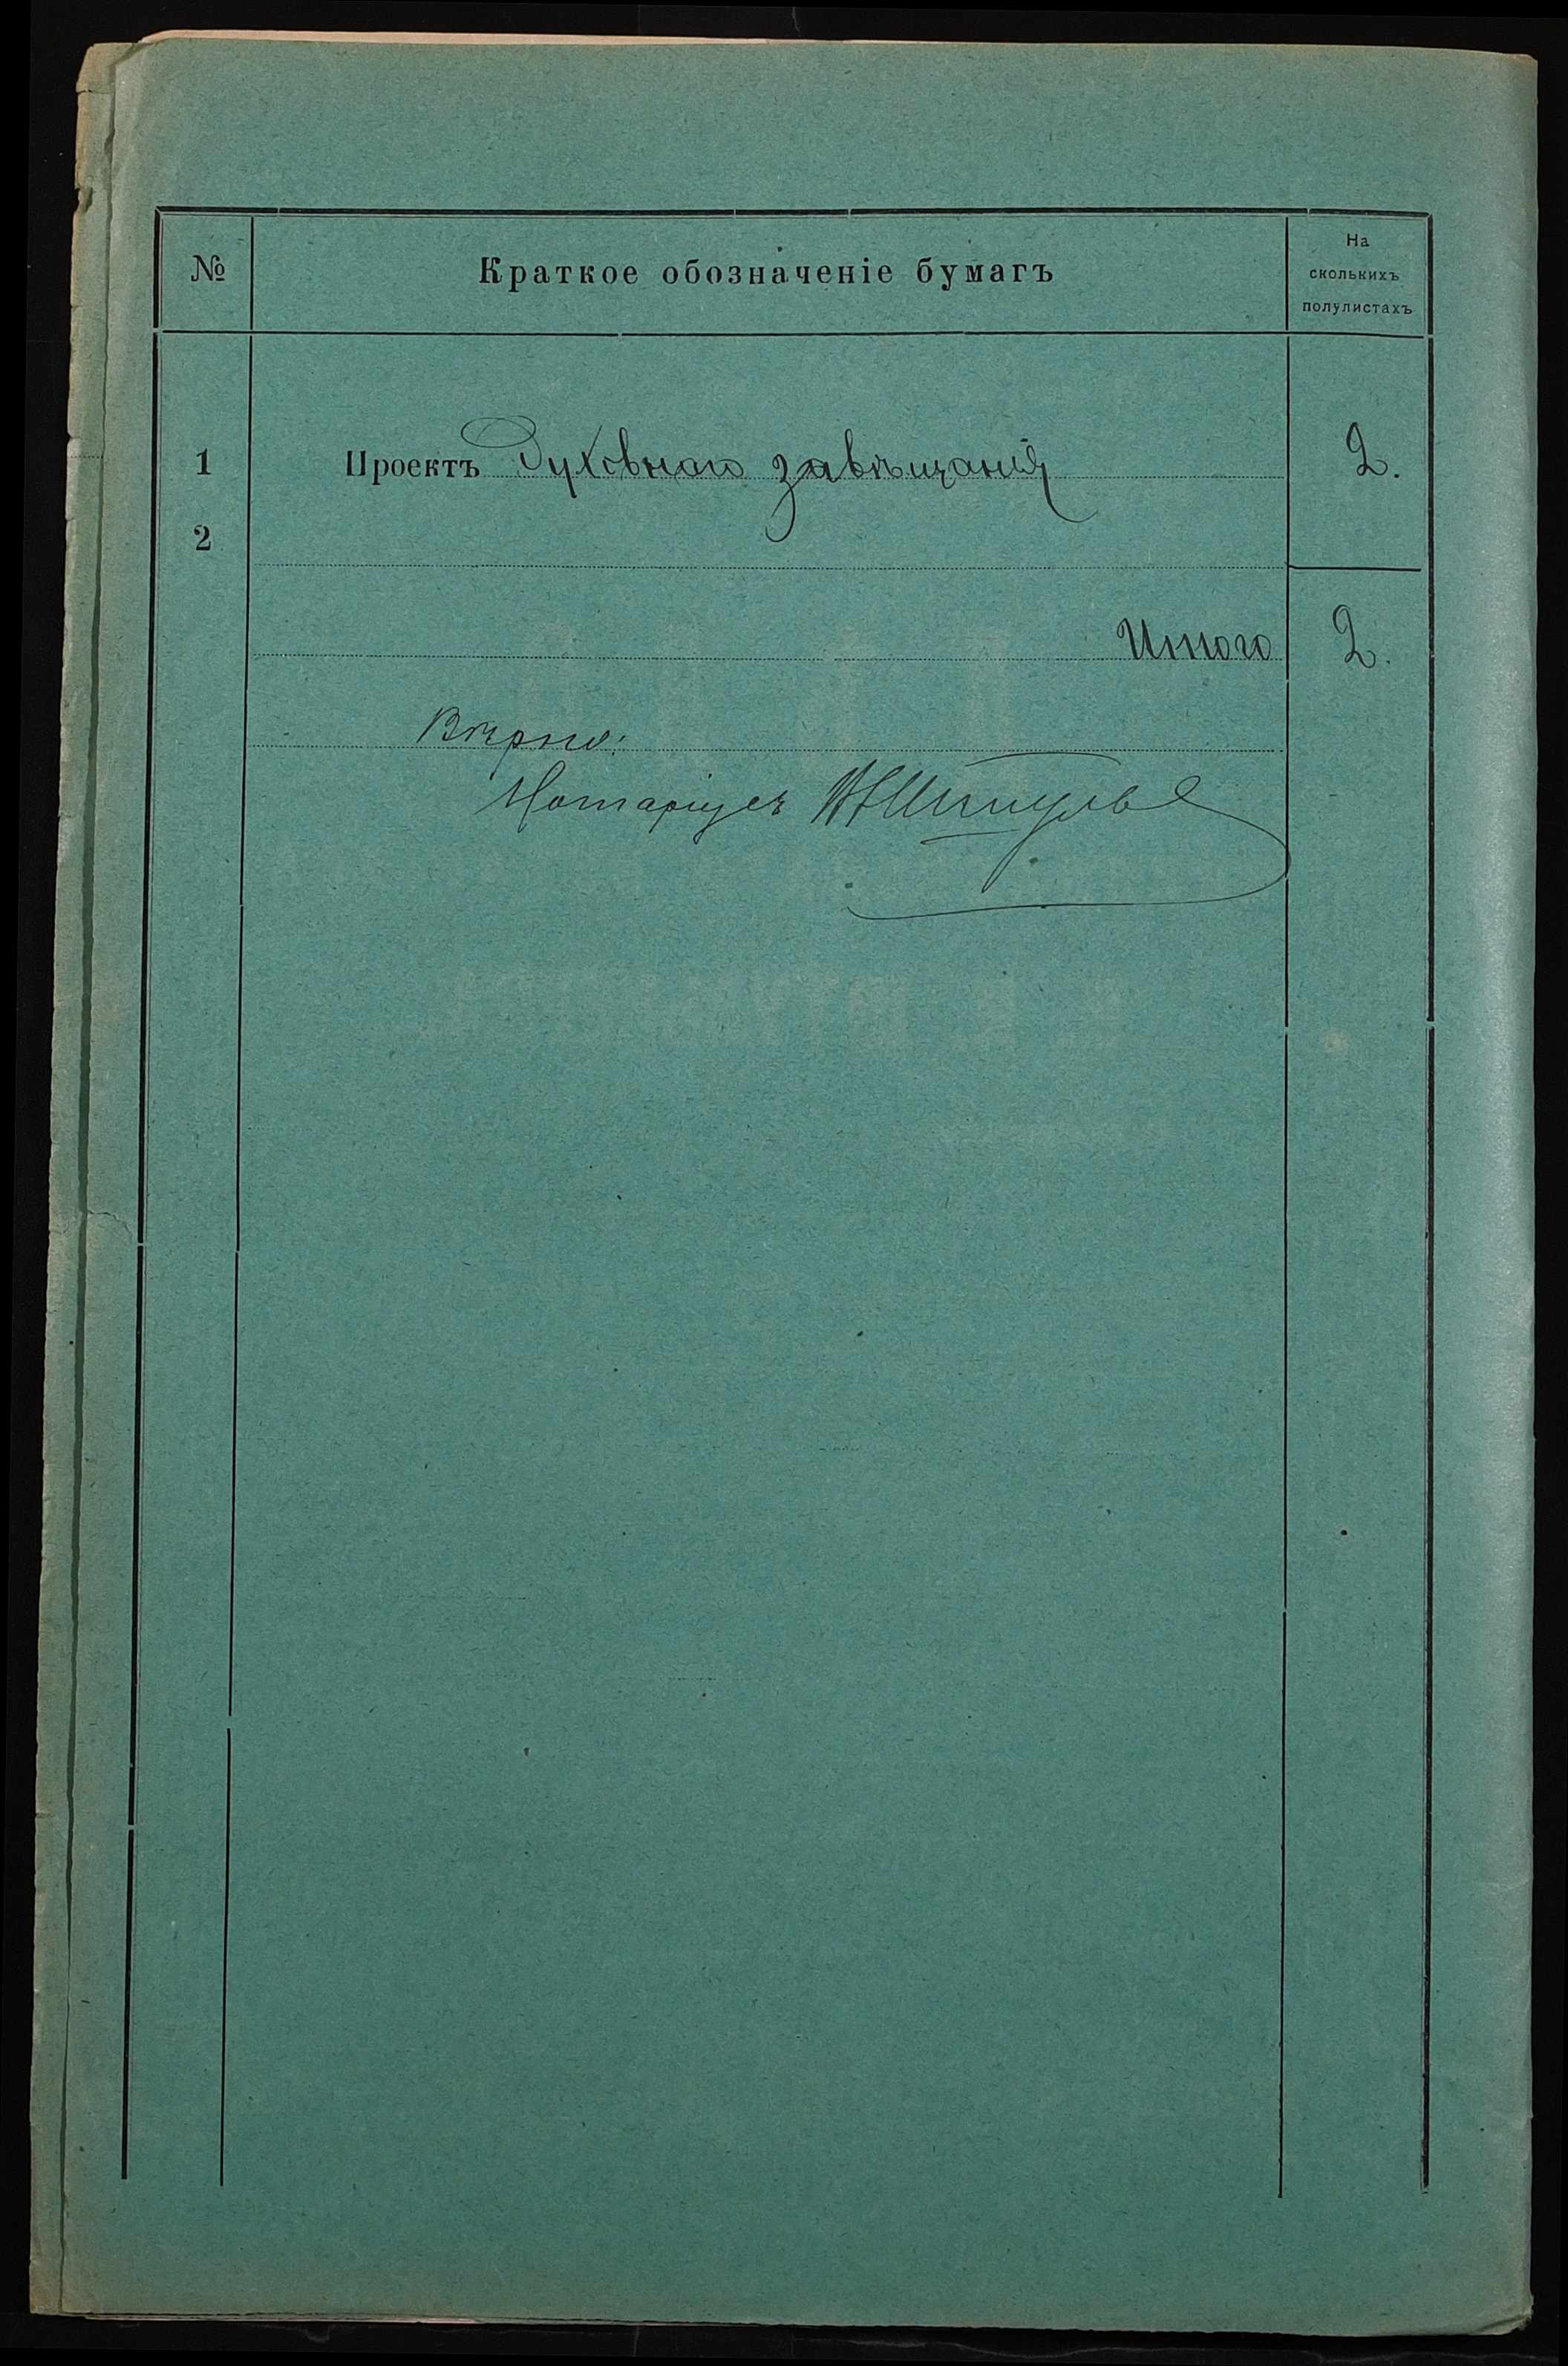 № Краткое обозначеніе бумагъ На
сколькихъ
полулистахъ
1 Проектъ Духовнаго завѣщанія 2.
2
Итого 2.
Вѣрно:
Нотаріусъ